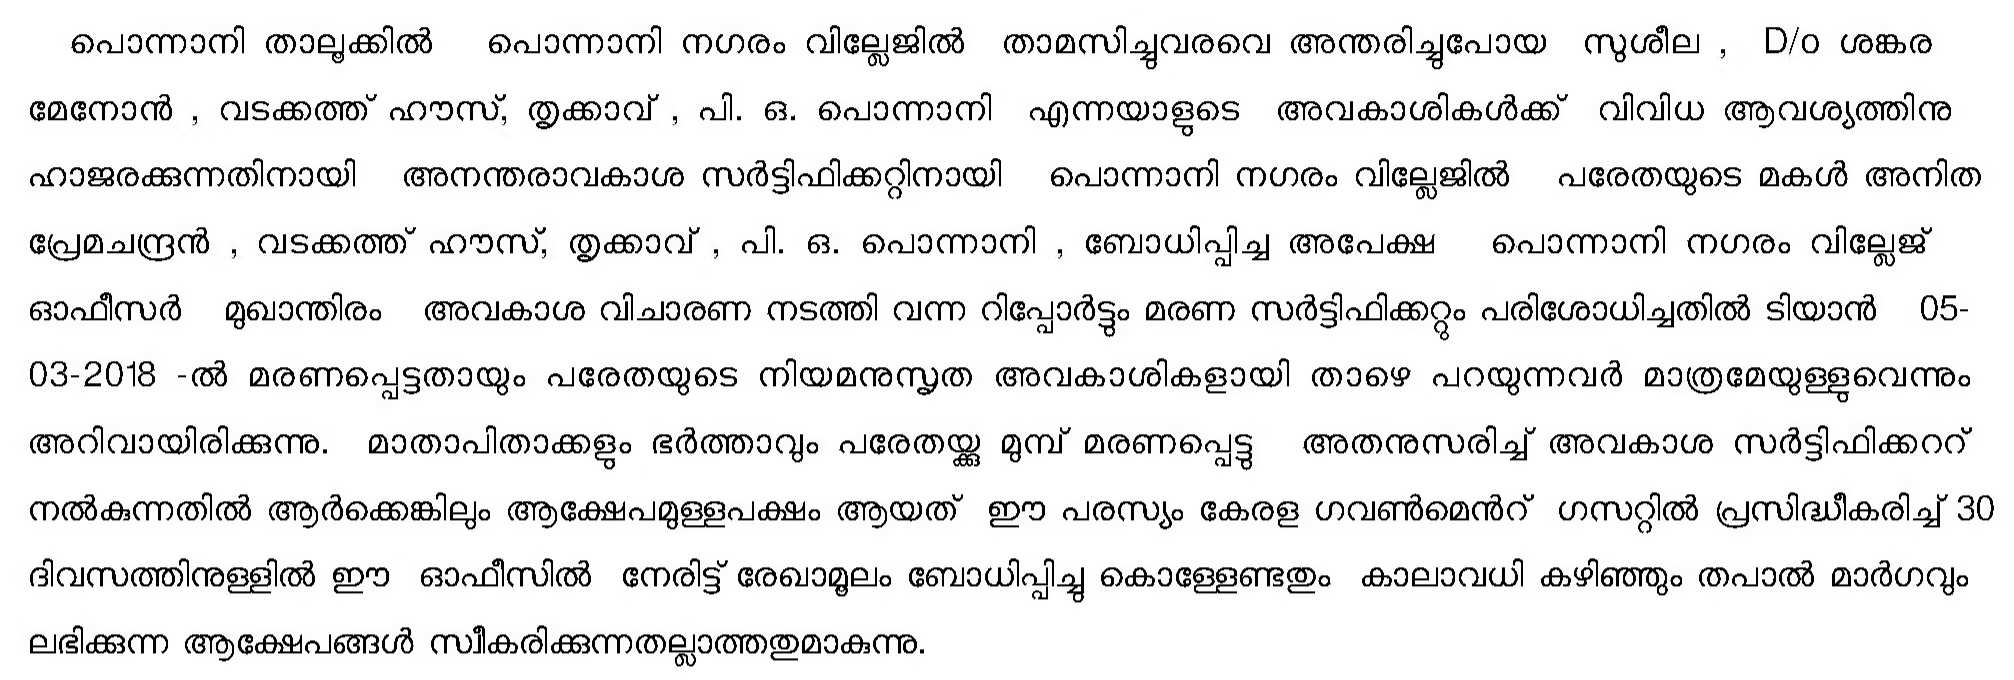 പൊന്നാനി താലൂക്കിൽ പൊന്നാനി നഗരം വില്ലേജിൽ താമസിച്ചുവരവെ അന്തരിച്ചുപോയ സുശീല , D/o ശങ്കര
മേനോൻ , വടക്കത്ത് ഹൗസ്, തൃക്കാവ് , പി. ഒ. പൊന്നാനി എന്നയാളുടെ അവകാശികൾക്ക് വിവിധ ആവശ്യത്തിനു
ഹാജരക്കുന്നതിനായി അനന്തരാവകാശ സർട്ടിഫിക്കറ്റിനായി പൊന്നാനി നഗരം വില്ലേജിൽ പരേതയുടെ മകൾ അനിത
പ്രേമചന്ദ്രൻ , വടക്കത്ത് ഹൗസ്, തൃക്കാവ് , പി. ഒ. പൊന്നാനി , ബോധിപ്പിച്ച അപേക്ഷ പൊന്നാനി നഗരം വില്ലേജ്
ഓഫീസർ മുഖാന്തിരം അവകാശ വിചാരണ നടത്തി വന്ന റിപ്പോർട്ടും മരണ സർട്ടിഫിക്കറ്റും പരിശോധിച്ചതിൽ ടിയാൻ 05-
03-2018 -ൽ മരണപ്പെട്ടതായും പരേതയുടെ നിയമനുസൃത അവകാശികളായി താഴെ പറയുന്നവർ മാത്രമേയുള്ളുവെന്നും
അറിവായിരിക്കുന്നു. മാതാപിതാക്കളും ഭർത്താവും പരേതയ്ക്കു മുമ്പ് മരണപ്പെട്ടു അതനുസരിച്ച് അവകാശ സർട്ടിഫിക്കററ്
നൽകുന്നതിൽ ആർക്കെങ്കിലും ആക്ഷേപമുള്ളപക്ഷം ആയത് ഈ പരസ്യം കേരള ഗവൺമെൻറ് ഗസറ്റിൽ പ്രസിദ്ധീകരിച്ച് 30
ദിവസത്തിനുള്ളിൽ ഈ ഓഫീസിൽ നേരിട്ട് രേഖാമൂലം ബോധിപ്പിച്ചു കൊള്ളേണ്ടതും കാലാവധി കഴിഞ്ഞും തപാൽ മാർഗവും
ലഭിക്കുന്ന ആക്ഷേപങ്ങൾ സ്വീകരിക്കുന്നതല്ലാത്തതുമാകുന്നു.